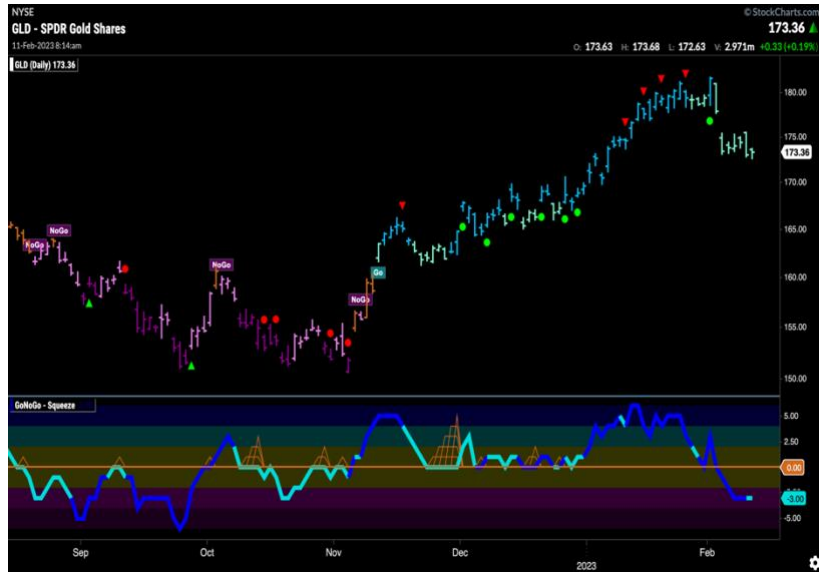 NYSE
© StockCharts.com
GLD - SPDR Gold Shares
173.36
11-Feb-2023 8:14am
O: 173.63 H: 173.68 L: 172.63 V: 2.971m +0.33 (+0.19%)
GLD (Daily) 173.36
180.00
175.00
173.36
170.00
165.00
160.00
155.00
150.00
NoGo
NoGo
NoGo
NoGo
Go
GoNoGo - Squeeze
5.00
2.50
0.00
-3.00
-5.00
Sep
Oct
Nov
Dec
2023
Feb